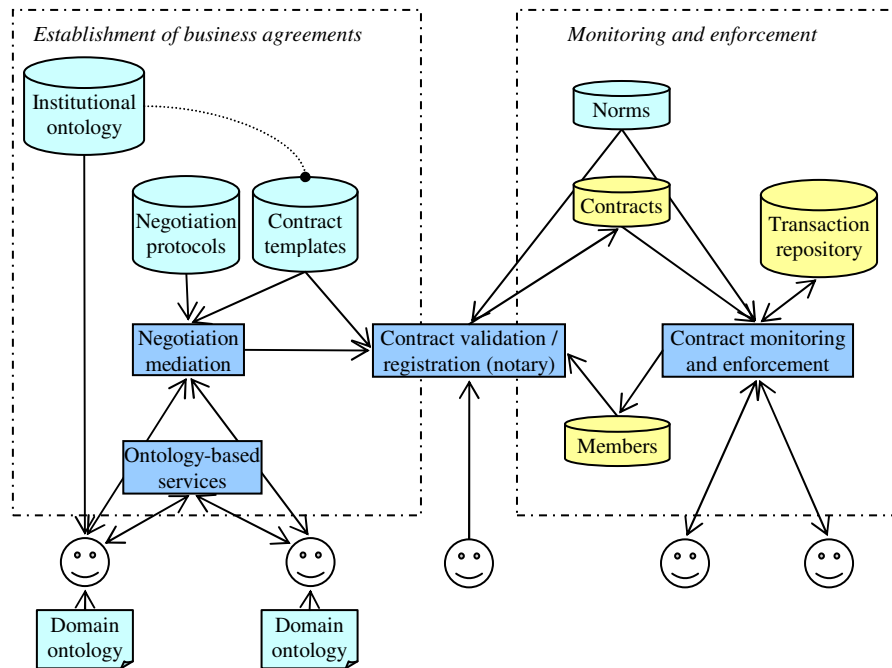 Establishment of business agreements
Monitoring and enforcement
Institutional
ontology
Norms
Negotiation
protocols
Contract
templates
Contracts
Transaction
repository
Negotiation
mediation
Contract validation /
registration (notary)
Contract monitoring
and enforcement
Members
Ontology-based
services
Domain
ontology
Domain
ontology